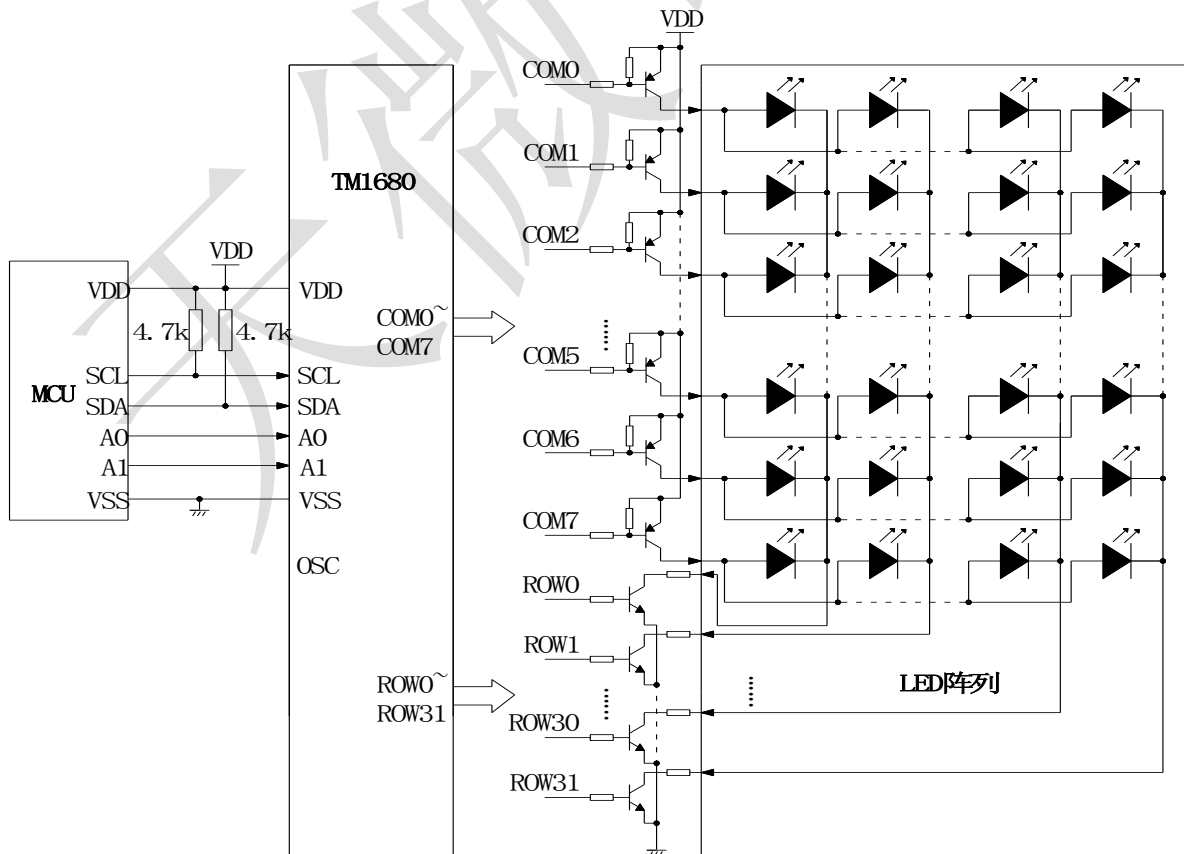 VDD
COM0
COM1
TM1680
COM2
VDD
VDD
VDD
4.7k
4.7k
COM0~
COM7
COM5
MCU
SCL
SCL
SDA
SDA
A0
A0
A1
A1
VSS
VSS
COM6
COM7
OSC
ROW0
ROW1
ROW0~
ROW31
LED阵列
ROW30
ROW31